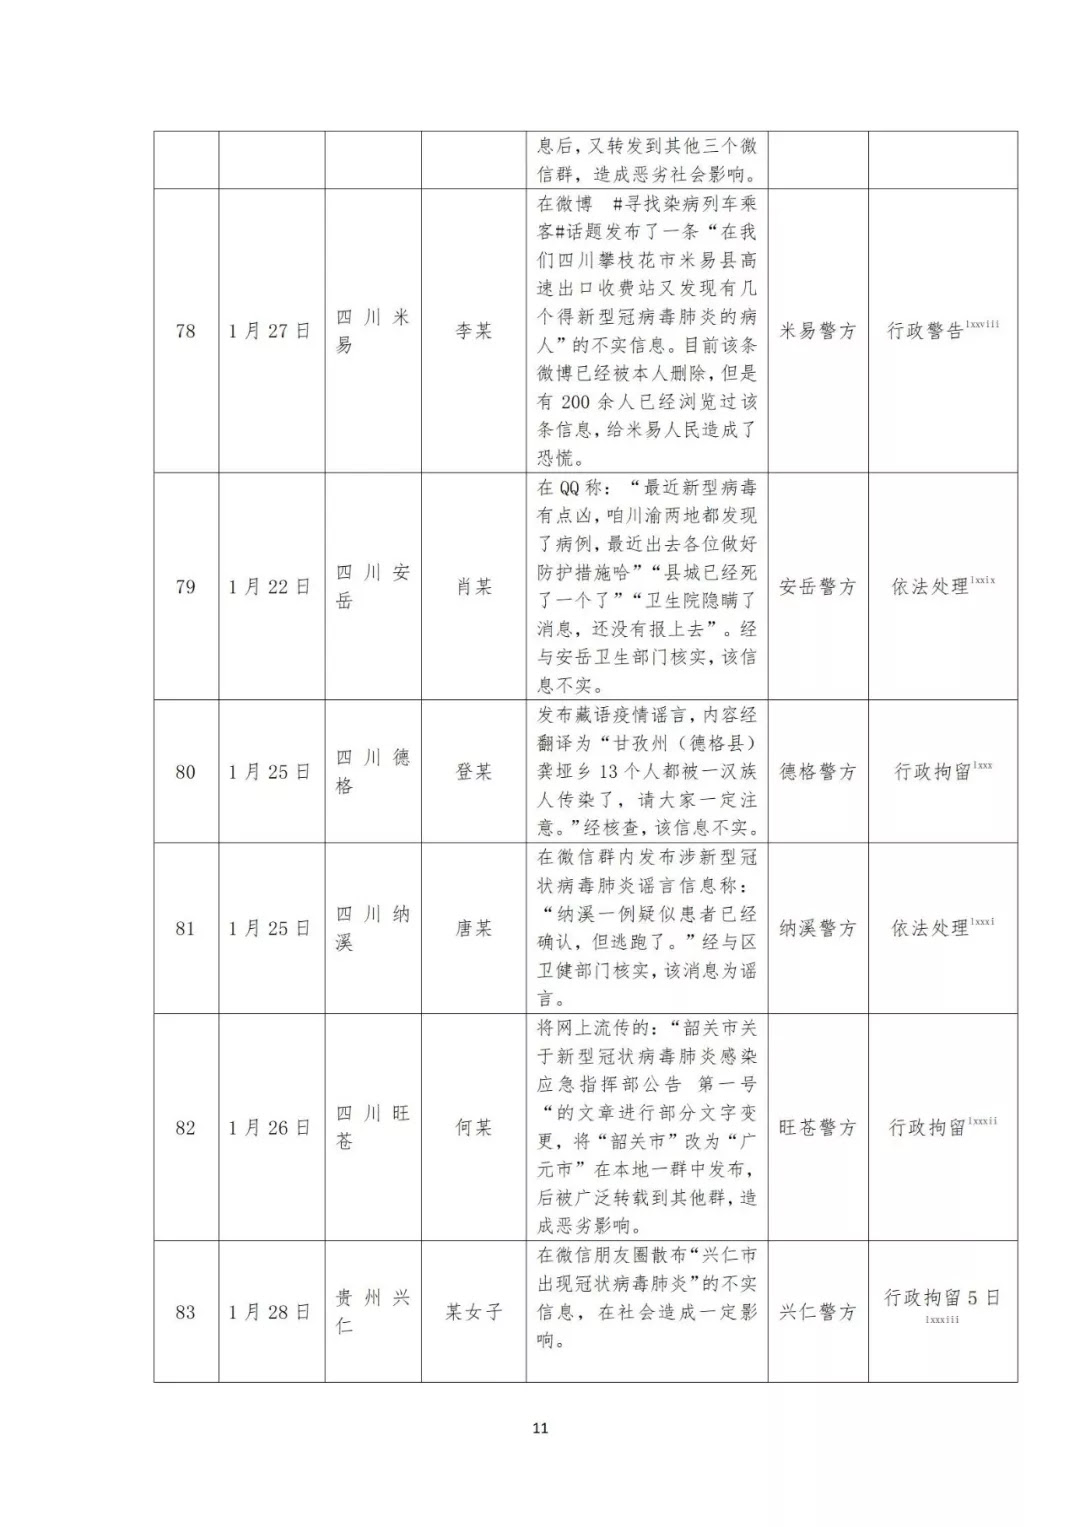 息后，又转发到其他三个微
信群，造成恶劣社会影响。
78
1月27日
四川米
易
李某
在微博 #寻找染病列车乘
客#话题发布了一条“在我
们四川攀枝花市米易县高
速出口收费站又发现有几
个得新型冠病毒肺炎的病
人”的不实信息。目前该条
微博已经被本人删除，但是
有200余人已经浏览过该
条信息，给米易人民造成了
恐慌。
米易警方
行政警告lxxviii
79
1月22日
四川安
岳
肖某
在QQ称：“最近新型病毒
有点凶，咱川渝两地都发现
了病例，最近出去各位做好
防护措施哈”“县城已经死
了一个了”“卫生院隐瞒了
消息，还没有报上去”。经
与安岳卫生部门核实，该信
息不实。
安岳警方
依法处理lxxix
80
1月25日
四川德
格
登某
发布藏语疫情谣言，内容经
翻译为“甘孜州（德格县）
龚垭乡13个人都被一汉族
人传染了，请大家一定注
意。”经核查，该信息不实。
德格警方
行政拘留lxxx
81
1月25日
四川纳
溪
唐某
在微信群内发布涉新型冠
状病毒肺炎谣言信息称：
“纳溪一例疑似患者已经
确认，但逃跑了。”经与区
卫健部门核实，该消息为谣
言。
纳溪警方
依法处理lxxxi
82
1月26日
四川旺
苍
何某
将网上流传的：“韶关市关
于新型冠状病毒肺炎感染
应急指挥部公告 第一号
“的文章进行部分文字变
更，将“韶关市”改为“广
元市”在本地一群中发布，
后被广泛转载到其他群，造
成恶劣影响。
旺苍警方
行政拘留lxxxii
83
1月28日
贵州兴
仁
某女子
在微信朋友圈散布“兴仁市
出现冠状病毒肺炎”的不实
信息，在社会造成一定影
响。
兴仁警方
行政拘留5日
lxxxiii
11